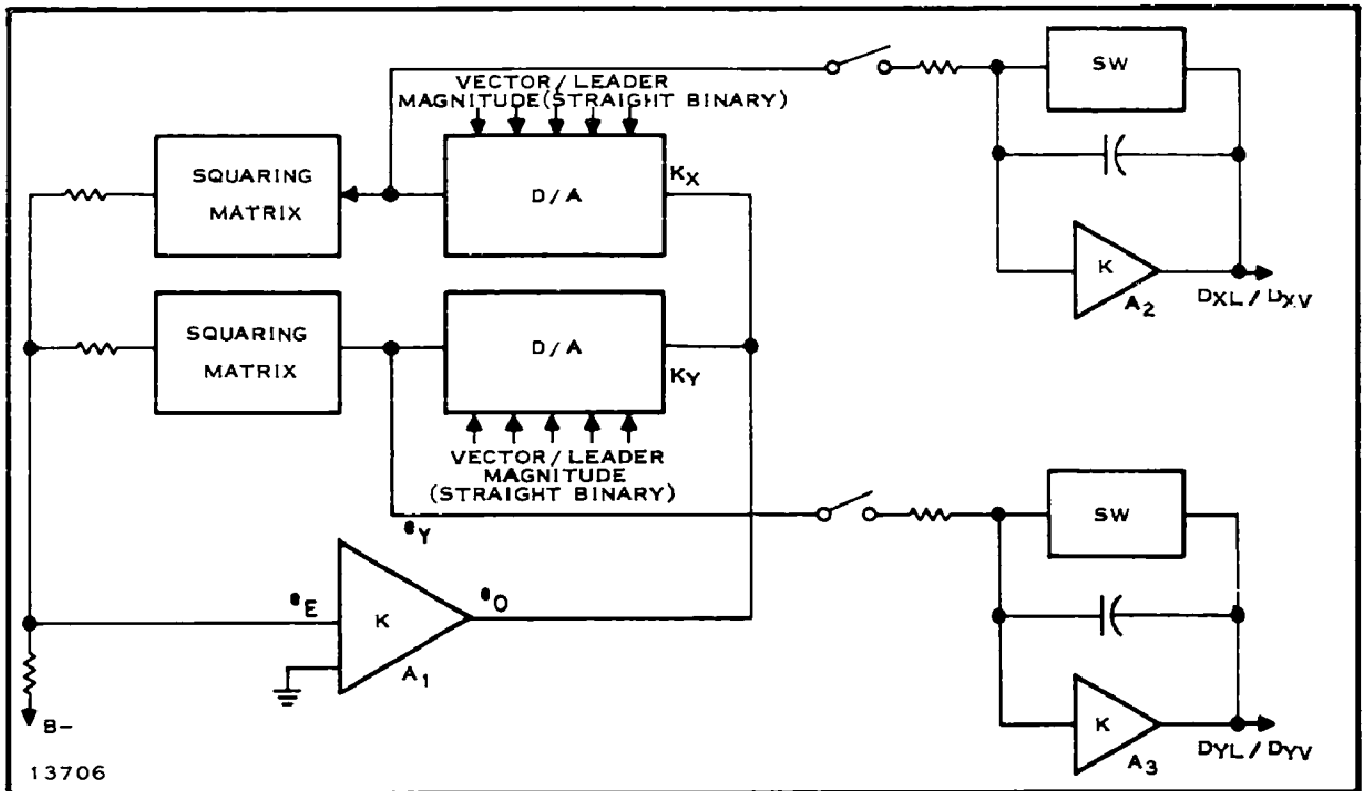 VECTOR/LEADER
MAGNITUDE(STRAIGHT BINARY)
SW
SQUARING
MATRIX
D/A
KX
K
A2
DXL / DXV
SQUARING
MATRIX
D/A
KY
VECTOR/LEADER
MAGNITUDE
(STRAIGHT BINARY)
eY
SW
eE
K
eO
A1
K
A3
DYL / DYV
B-
13706